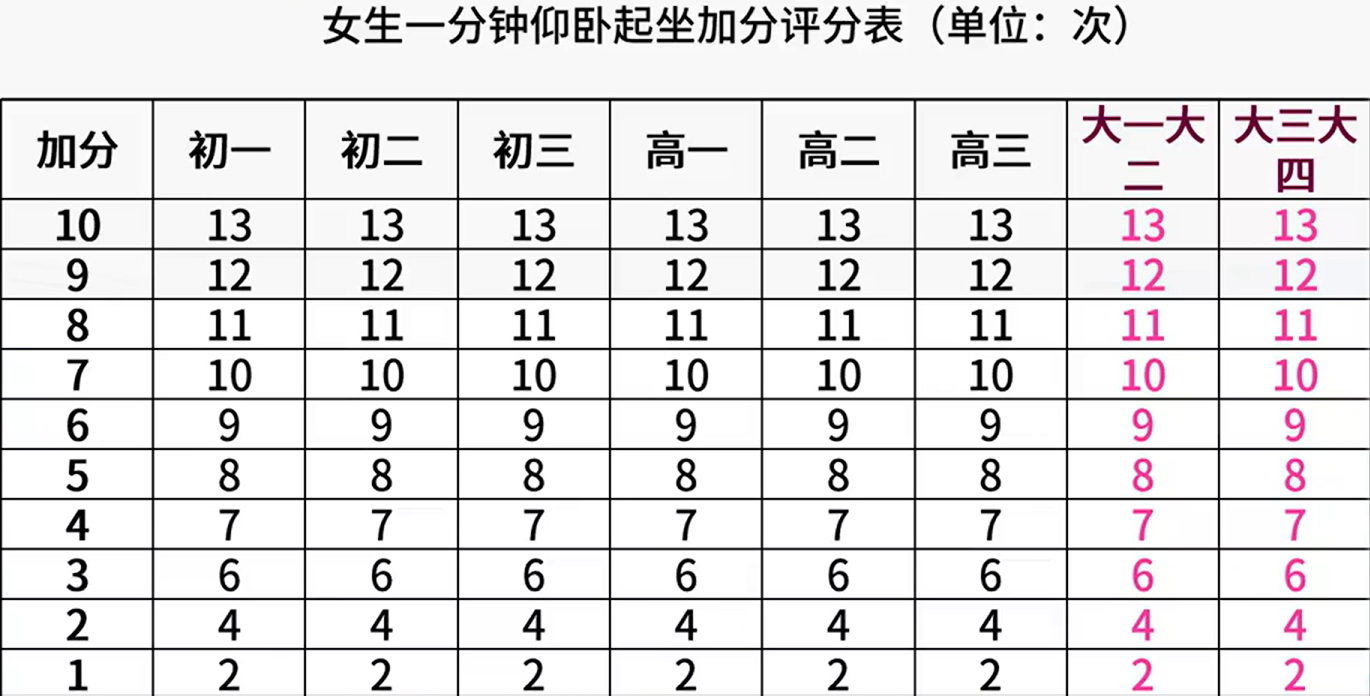 女生一分钟仰卧起坐加分评分表（单位：次）
加分 初一 初二 初三 高一 高二 高三 大一大二 大三大四
10 13 13 13 13 13 13 13 13
9 12 12 12 12 12 12 12 12
8 11 11 11 11 11 11 11 11
7 10 10 10 10 10 10 10 10
6 9 9 9 9 9 9 9 9
5 8 8 8 8 8 8 8 8
4 7 7 7 7 7 7 7 7
3 6 6 6 6 6 6 6 6
2 4 4 4 4 4 4 4 4
1 2 2 2 2 2 2 2 2